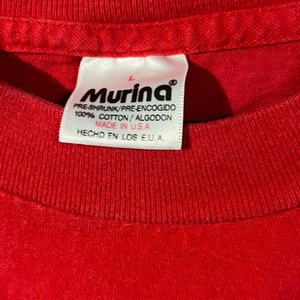 L
Murina®
PRE-SHRUNK/PRE-ENCOGIDO
100% COTTON / ALGODON
MADE IN U.S.A.
HECHO EN LOS E.U.A.